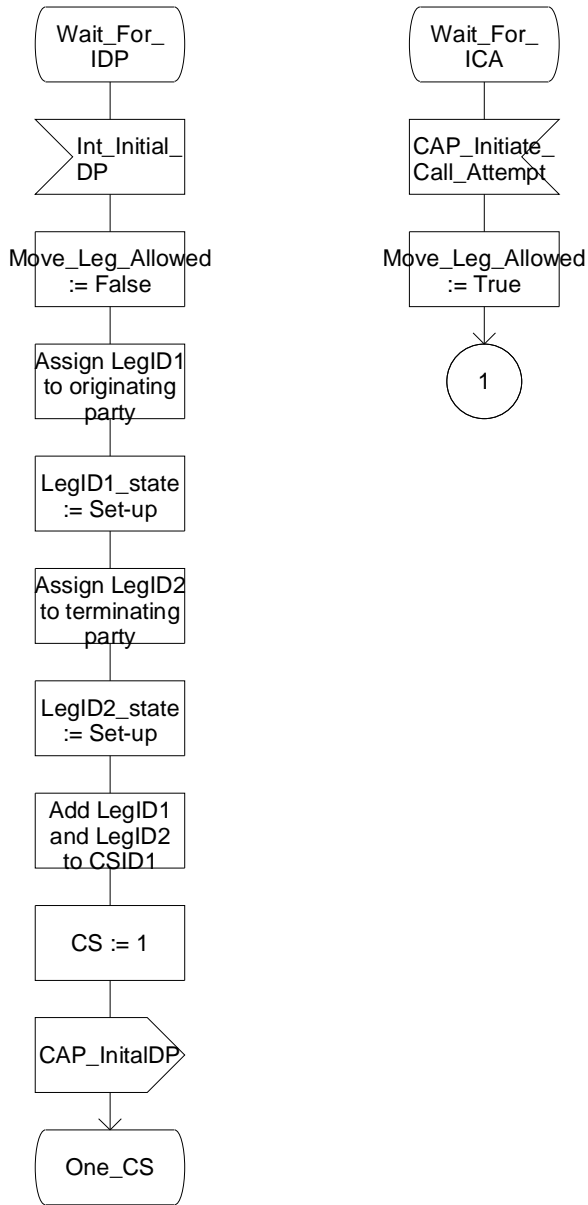 Wait_For_
IDP
Int_Initial_
DP
Move_Leg_Allowed
:= False
Assign LegID1
to originating
party
LegID1_state
:= Set-up
Assign LegID2
to terminating
party
LegID2_state
:= Set-up
Add LegID1
and LegID2
to CSID1
CS := 1
CAP_InitalDP
One_CS
Wait_For_
ICA
CAP_Initiate_
Call_Attempt
Move_Leg_Allowed
:= True
1